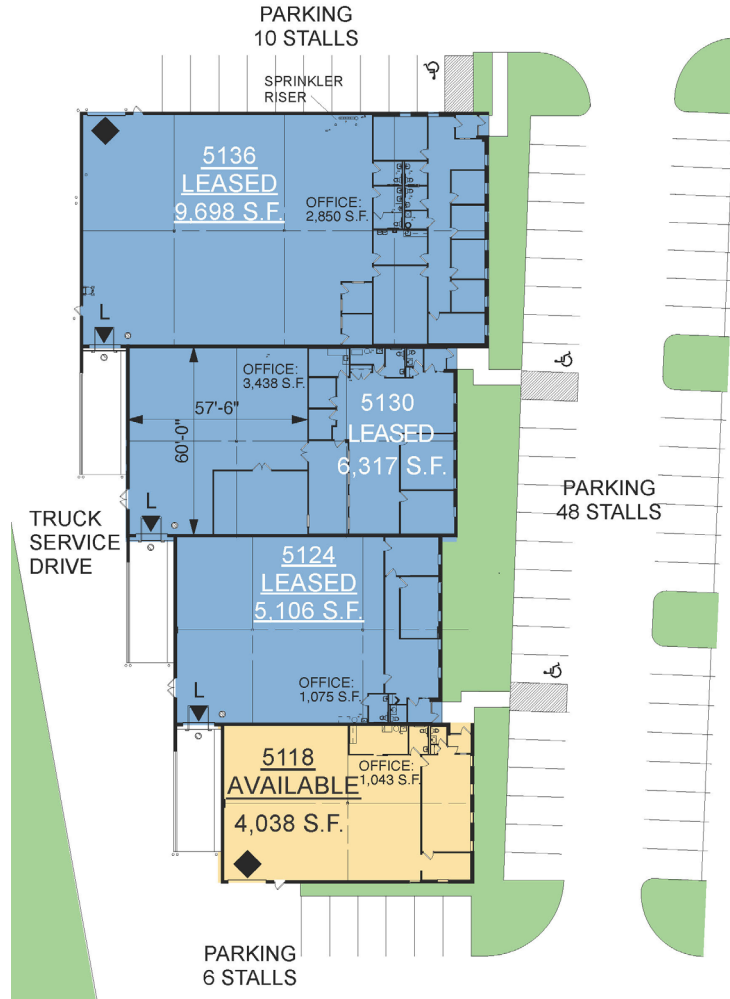 PARKING
10 STALLS
SPRINKLER
RISER
5136
LEASED
9,698 S.F.
OFFICE:
2,850 S.F.
L
OFFICE:
3,438 S.F.
57'-6"
60'-0"
5130
LEASED
6,317 S.F.
L
PARKING
48 STALLS
TRUCK
SERVICE
DRIVE
5124
LEASED
5,106 S.F.
OFFICE:
1,075 S.F.
L
5118
AVAILABLE
4,038 S.F.
OFFICE:
1,043 S.F.
PARKING
6 STALLS